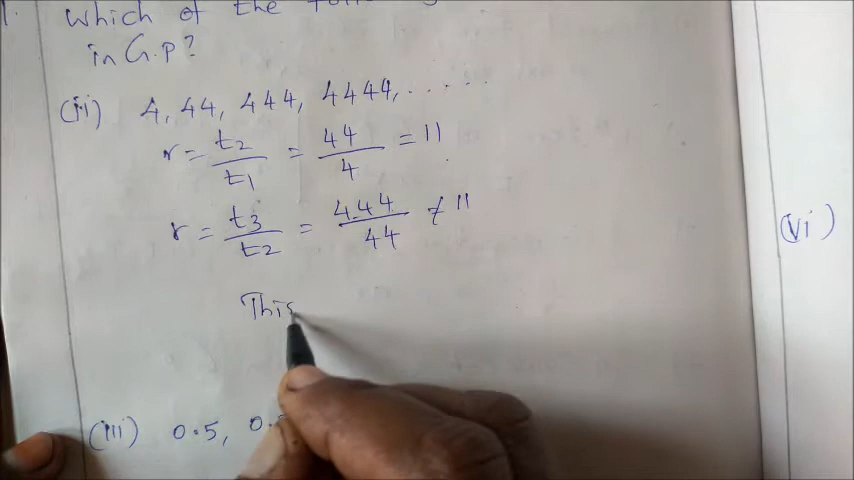 1. Which of the
in G.P?
(ii) 4, 44, 444, 4444, ......
r = t2/t1 = 44/4 = 11
r = t3/t2 = 444/44 ≠ 11
This
(iii) 0.5, 0.
(vi)